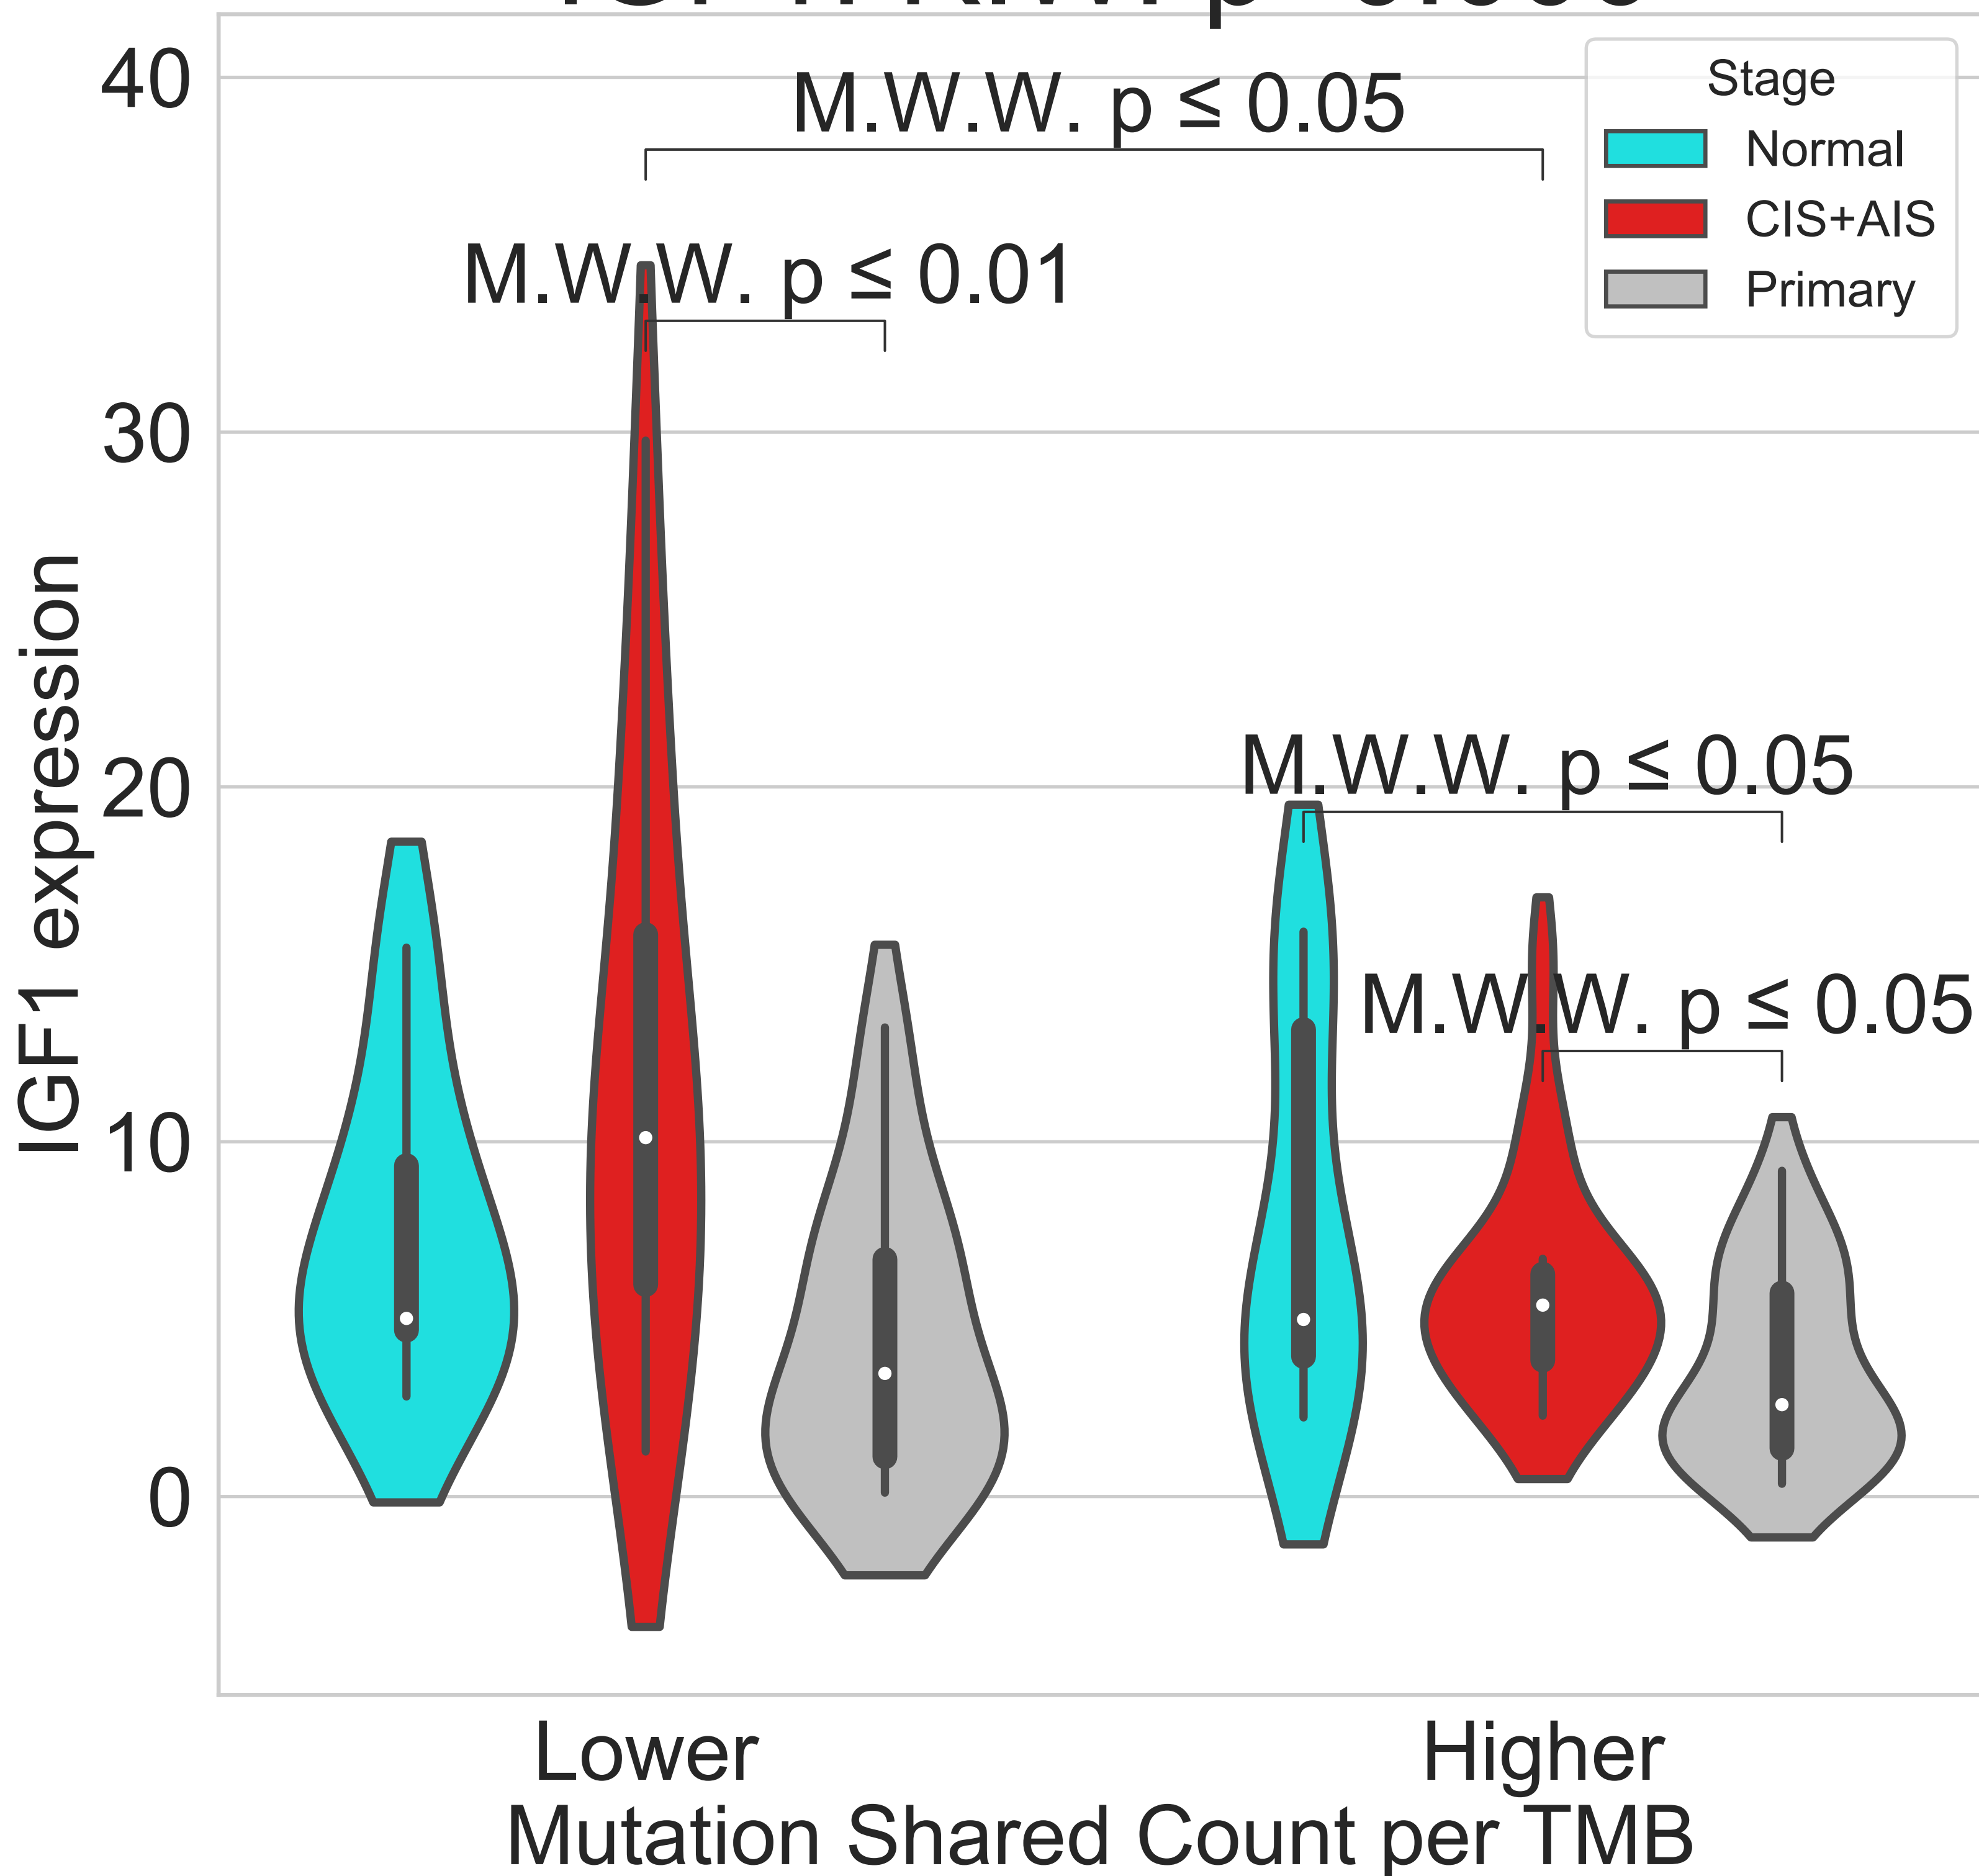 40
M.W.W. p ≤ 0.05
Stage
Normal
CIS+AIS
Primary
M.W.W. p ≤ 0.01
30
IGF1 expression
20
M.W.W. p ≤ 0.05
M.W.W. p ≤ 0.05
10
0
Lower
Higher
Mutation Shared Count per TMB